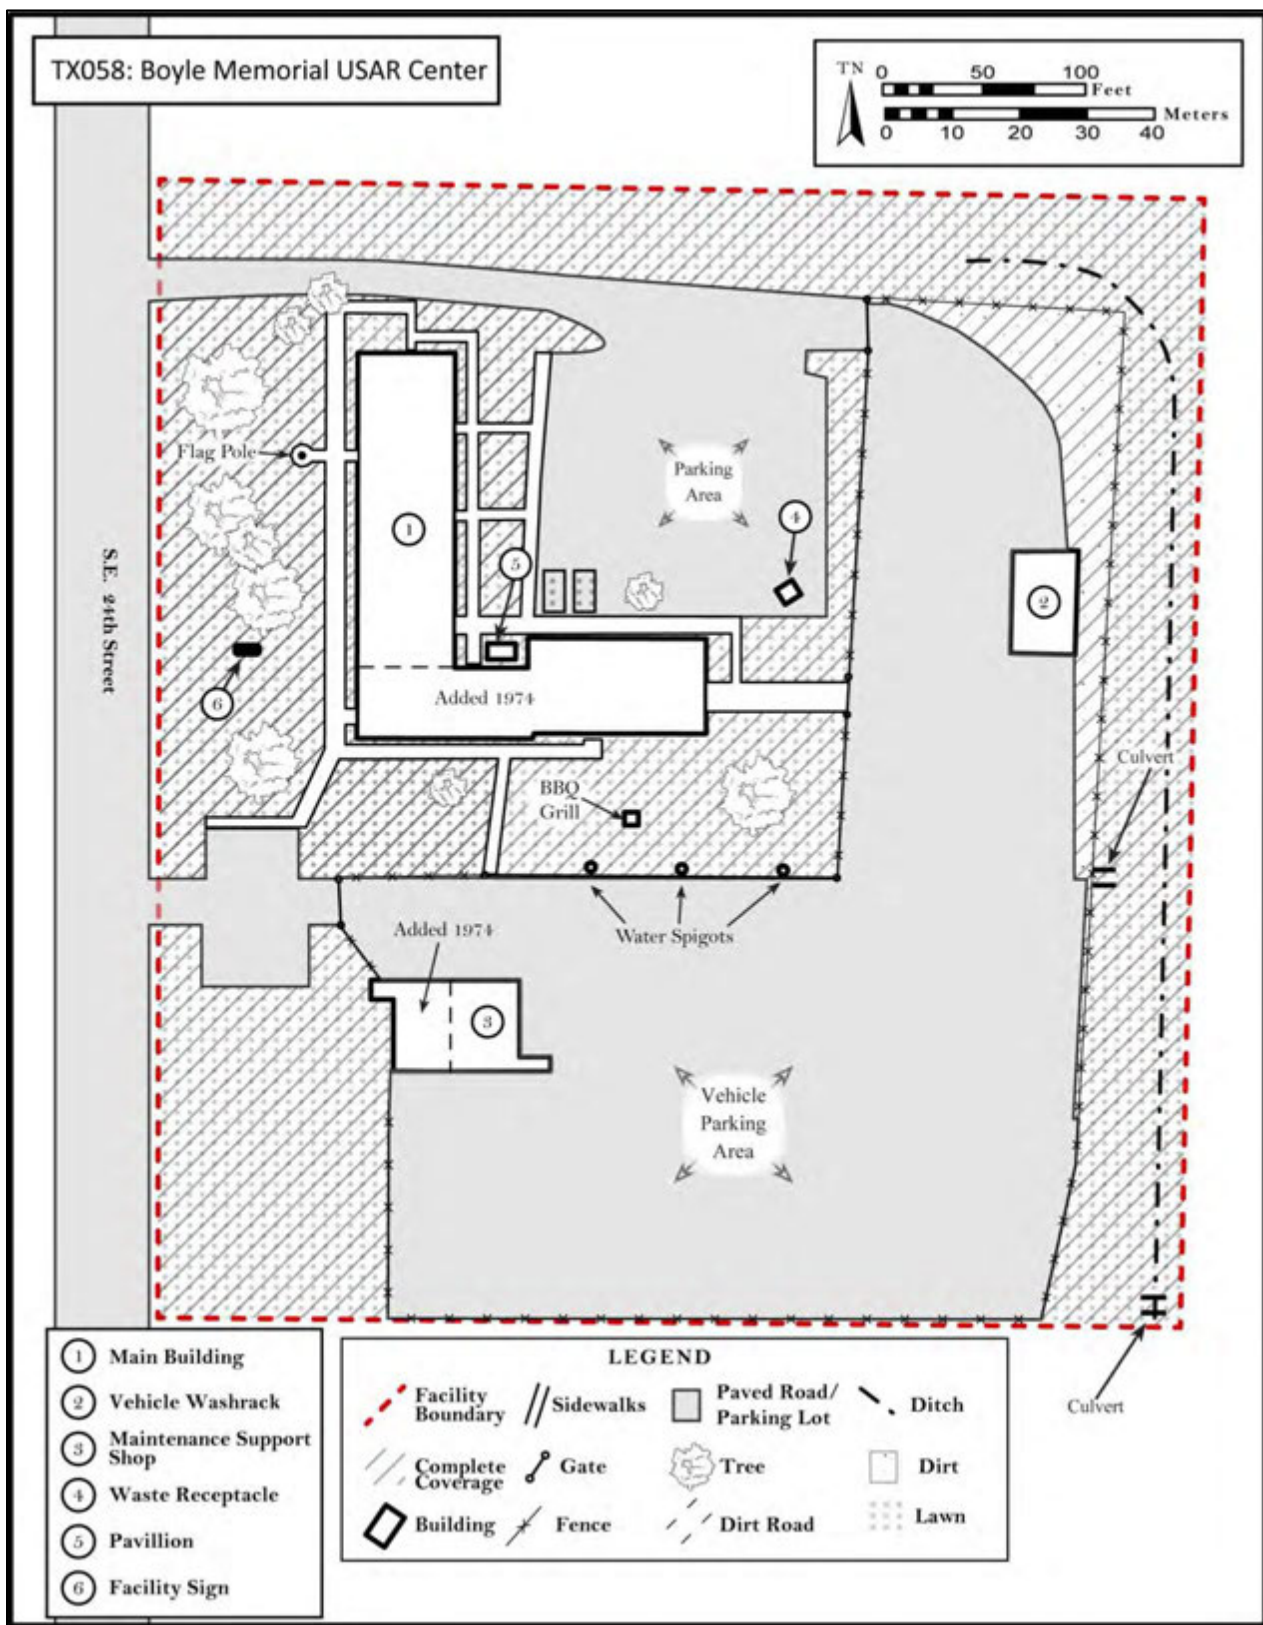 TX058: Boyle Memorial USAR Center
TN
0 50 100
Feet
Meters
0 10 20 30 40
Flag Pole
Parking
Area
4
1
5
S.E. 24th Street
2
6
Added 1974
Culvert
BBQ
Grill
Added 1974
Water Spigots
3
Vehicle
Parking
Area
Culvert
1 Main Building
2 Vehicle Washrack
3 Maintenance Support
Shop
4 Waste Receptacle
5 Pavillion
6 Facility Sign
LEGEND
Facility
Boundary
Sidewalks
Paved Road/
Parking Lot
Ditch
Complete
Coverage
Gate
Tree
Dirt
Building
Fence
Dirt Road
Lawn